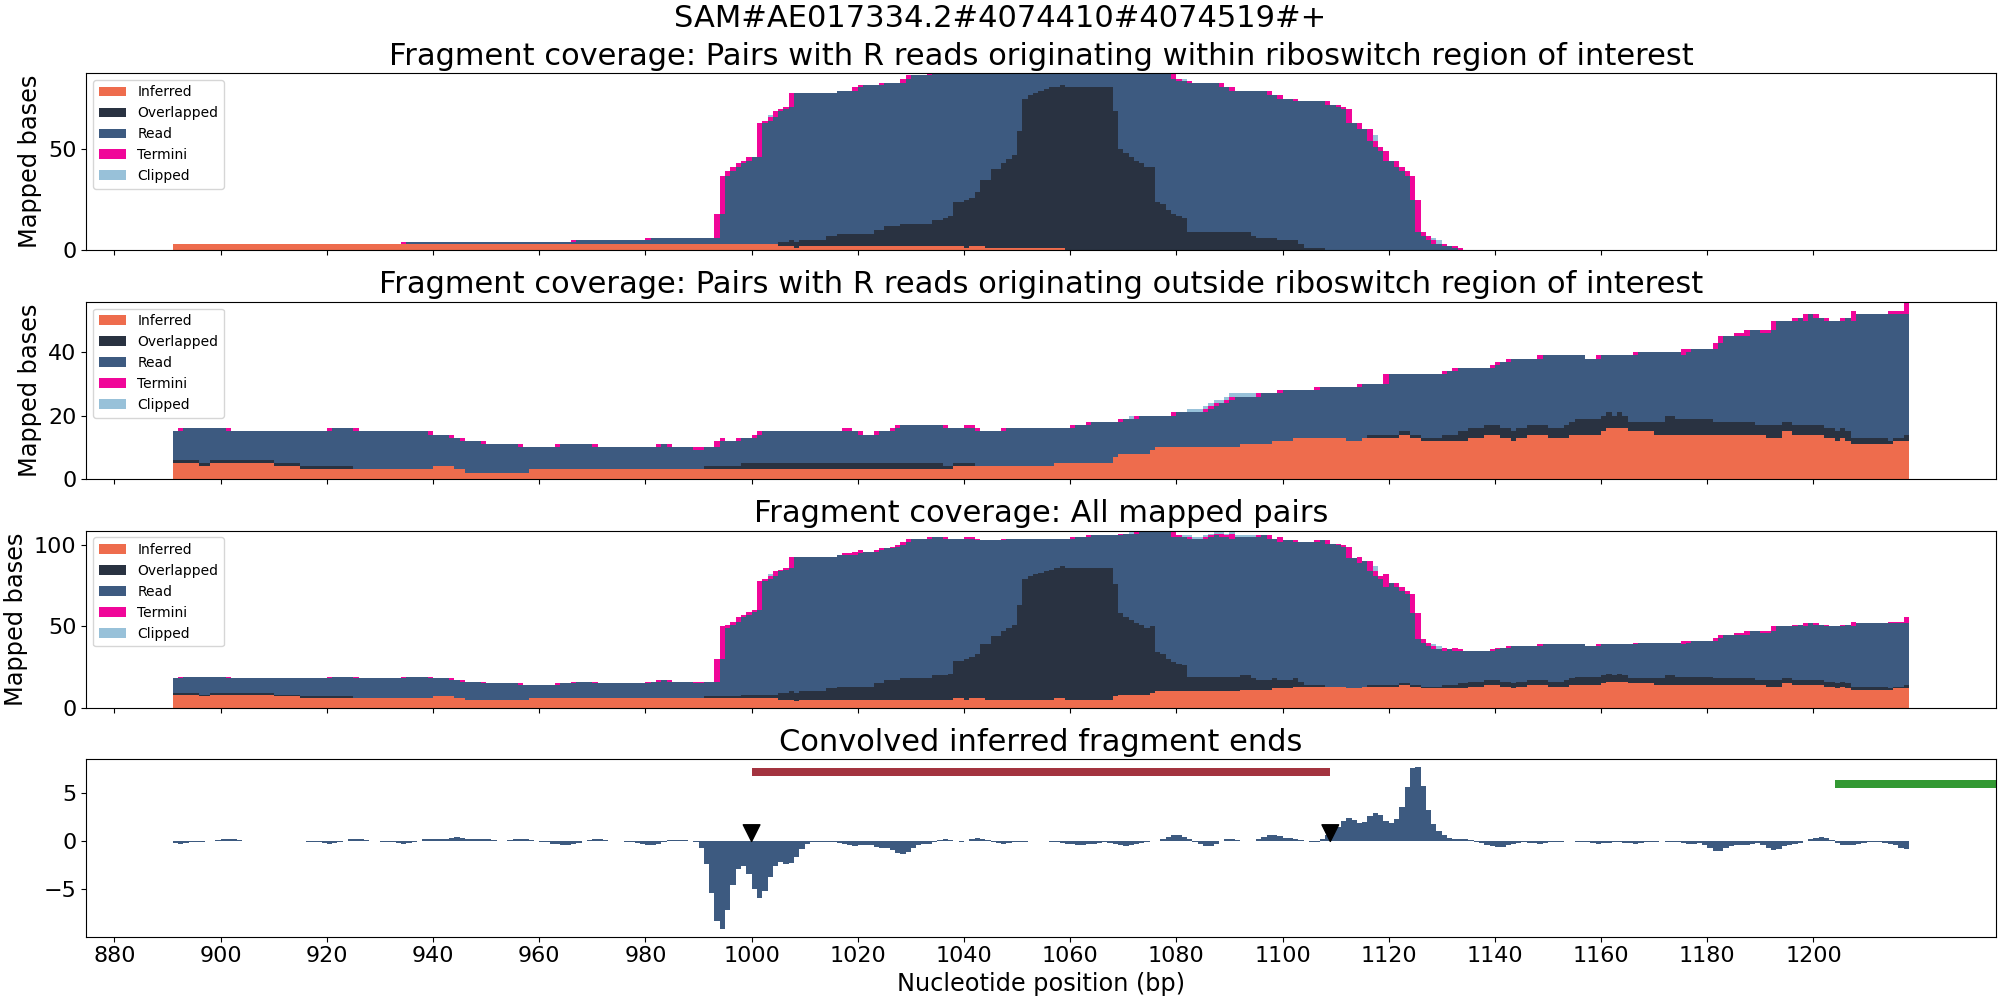 SAM#AE017334.2#4074410#4074519#+
Fragment coverage: Pairs with R reads originating within riboswitch region of interest
Mapped bases
50
0
Inferred
Overlapped
Read
Termini
Clipped
Fragment coverage: Pairs with R reads originating outside riboswitch region of interest
Mapped bases
40
20
0
Inferred
Overlapped
Read
Termini
Clipped
Fragment coverage: All mapped pairs
Mapped bases
100
50
0
Inferred
Overlapped
Read
Termini
Clipped
Convolved inferred fragment ends
5
0
−5
880 900 920 940 960 980 1000 1020 1040 1060 1080 1100 1120 1140 1160 1180 1200
Nucleotide position (bp)